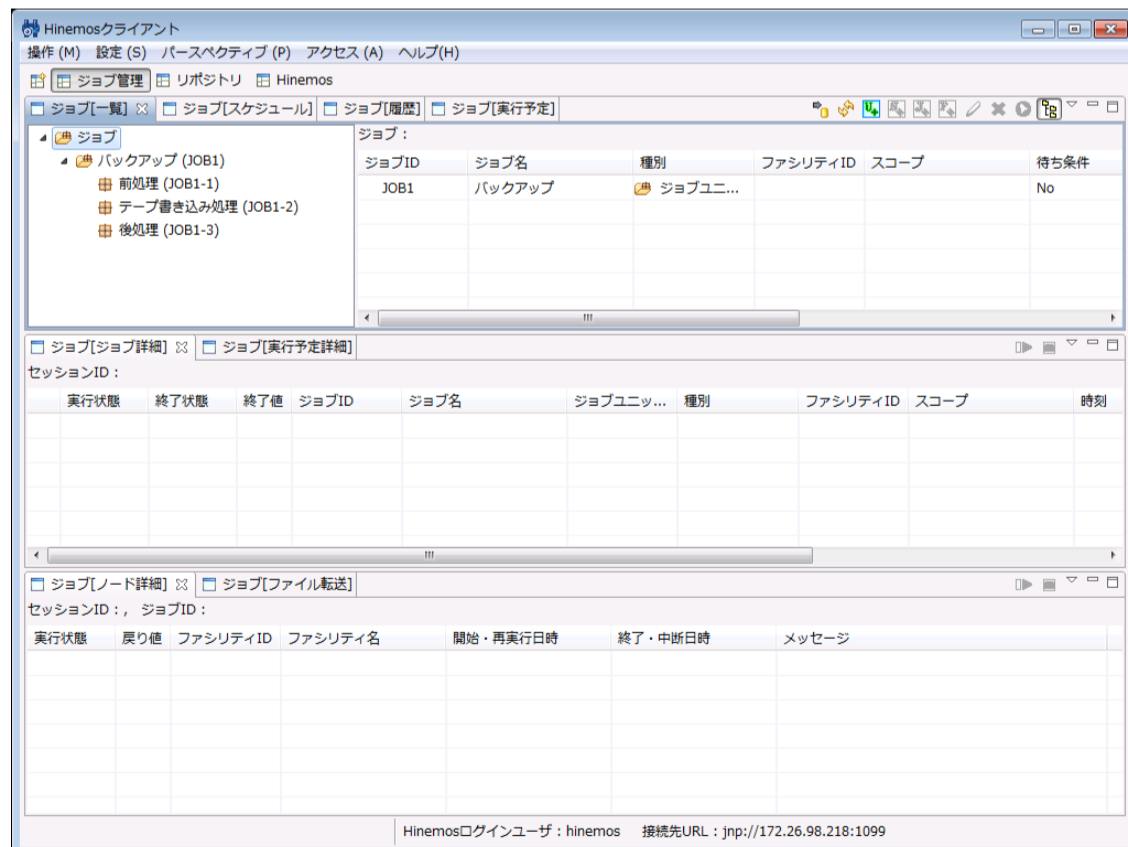 Hinemosクライアント
操作 (M) 設定 (S) パースペクティブ (P) アクセス (A) ヘルプ(H)
ジョブ管理 リポジトリ Hinemos
ジョブ[一覧] ジョブ[スケジュール] ジョブ[履歴] ジョブ[実行予定]
ジョブ
バックアップ (JOB1)
前処理 (JOB1-1)
テープ書き込み処理 (JOB1-2)
後処理 (JOB1-3)
ジョブ :
ジョブID ジョブ名 種別 ファシリティID スコープ 待ち条件
JOB1 バックアップ ジョブユニ... No
ジョブ[ジョブ詳細] ジョブ[実行予定詳細]
セッションID :
実行状態 終了状態 終了値 ジョブID ジョブ名 ジョブユニッ... 種別 ファシリティID スコープ 時刻
ジョブ[ノード詳細] ジョブ[ファイル転送]
セッションID : , ジョブID :
実行状態 戻り値 ファシリティID ファシリティ名 開始・再実行日時 終了・中断日時 メッセージ
Hinemosログインユーザ : hinemos 接続先URL : jnp://172.26.98.218:1099